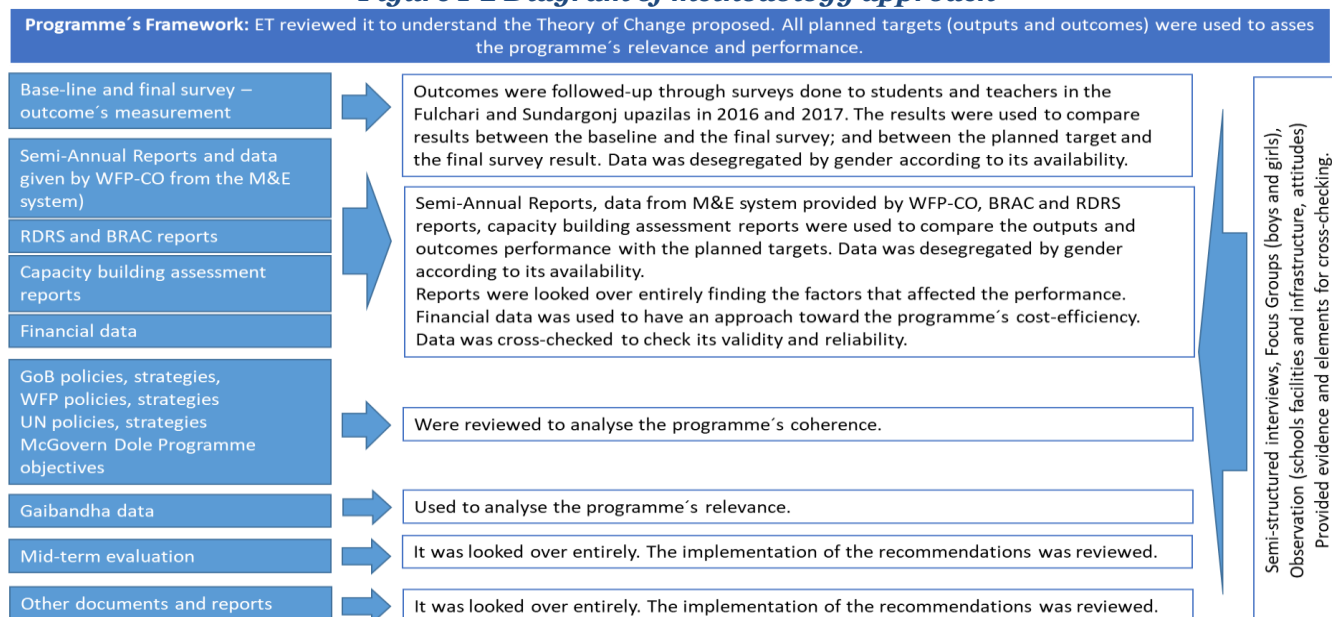 Figure 1-2 Diagram of methodology approach
Programme´s Framework: ET reviewed it to understand the Theory of Change proposed. All planned targets (outputs and outcomes) were used to asses
the programme´s relevance and performance.
Base-line and final survey –
outcome´s measurement
Outcomes were followed-up through surveys done to students and teachers in the
Fulchari and Sundargonj upazilas in 2016 and 2017. The results were used to compare
results between the baseline and the final survey; and between the planned target and
the final survey result. Data was desegregated by gender according to its availability.
Semi-Annual Reports and data
given by WFP-CO from the M&E
system)
RDRS and BRAC reports
Capacity building assessment
reports
Financial data
Semi-Annual Reports, data from M&E system provided by WFP-CO, BRAC and RDRS
reports, capacity building assessment reports were used to compare the outputs and
outcomes performance with the planned targets. Data was desegregated by gender
according to its availability.
Reports were looked over entirely finding the factors that affected the performance.
Financial data was used to have an approach toward the programme´s cost-efficiency.
Data was cross-checked to check its validity and reliability.
GoB policies, strategies,
WFP policies, strategies
UN policies, strategies
McGovern Dole Programme
objectives
Were reviewed to analyse the programme´s coherence.
Gaibandha data
Used to analyse the programme´s relevance.
Mid-term evaluation
It was looked over entirely. The implementation of the recommendations was reviewed.
Other documents and reports
It was looked over entirely. The implementation of the recommendations was reviewed.
Semi-structured interviews, Focus Groups (boys and girls),
Observation (schools facilities and infrastructure, attitudes)
Provided evidence and elements for cross-checking.